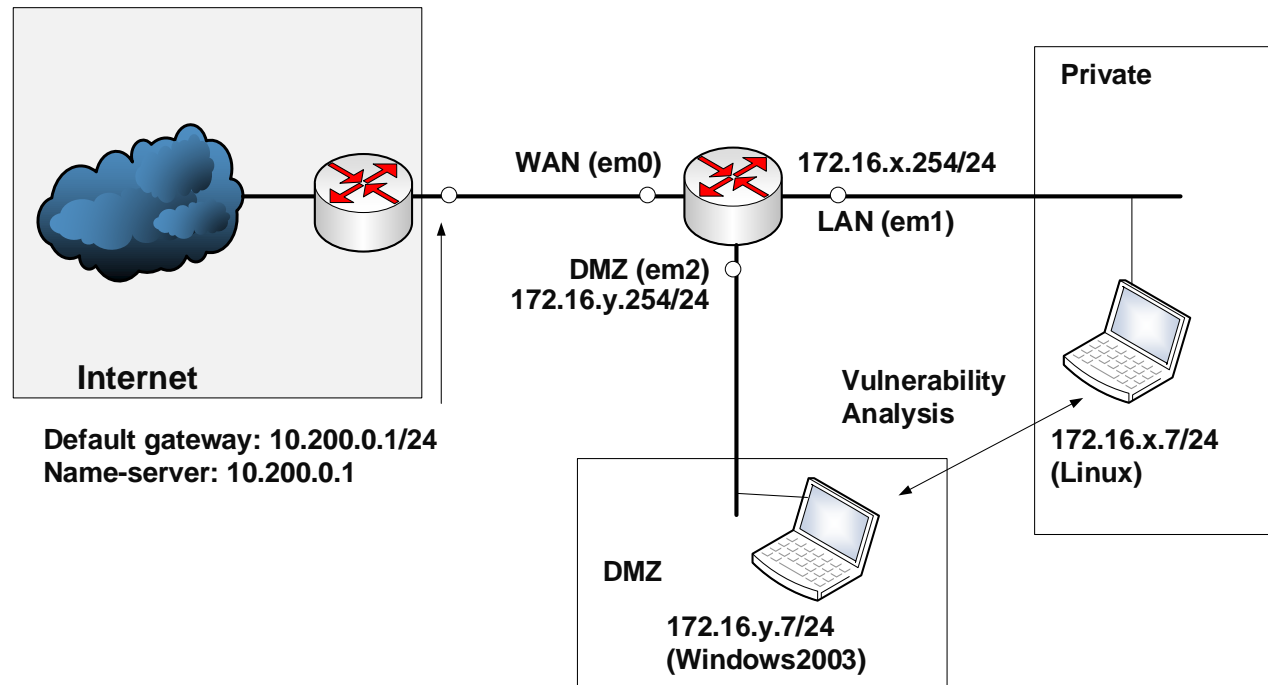 Private
WAN (em0)
172.16.x.254/24
LAN (em1)
DMZ (em2)
172.16.y.254/24
Internet
Default gateway: 10.200.0.1/24
Name-server: 10.200.0.1
Vulnerability
Analysis
172.16.x.7/24
(Linux)
DMZ
172.16.y.7/24
(Windows2003)